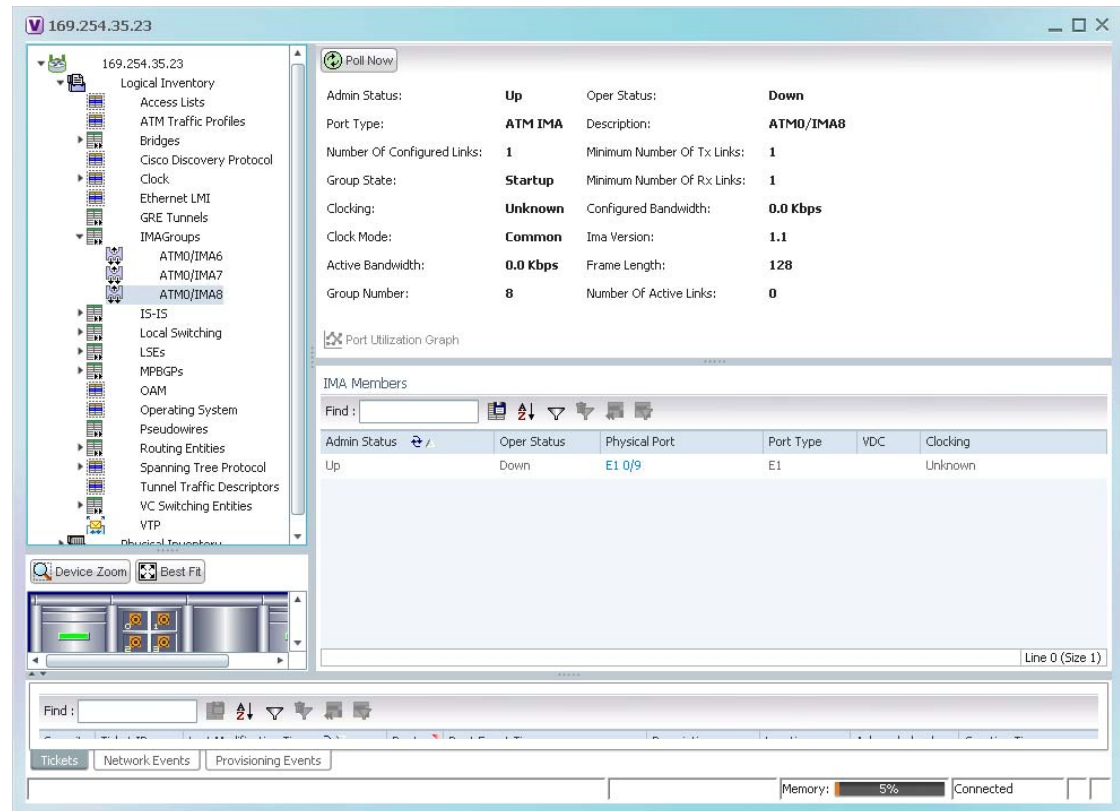 169.254.35.23
169.254.35.23
Logical Inventory
Access Lists
ATM Traffic Profiles
Bridges
Cisco Discovery Protocol
Clock
Ethernet LMI
GRE Tunnels
IMAGroups
ATM0/IMA6
ATM0/IMA7
ATM0/IMA8
IS-IS
Local Switching
LSEs
MPBGPs
OAM
Operating System
Pseudowires
Routing Entities
Spanning Tree Protocol
Tunnel Traffic Descriptors
VC Switching Entities
VTP
Physical Inventory
Device Zoom Best Fit
Poll Now
Admin Status: Up Oper Status: Down
Port Type: ATM IMA Description: ATM0/IMA8
Number Of Configured Links: 1 Minimum Number Of Tx Links: 1
Group State: Startup Minimum Number Of Rx Links: 1
Clocking: Unknown Configured Bandwidth: 0.0 Kbps
Clock Mode: Common Ima Version: 1.1
Active Bandwidth: 0.0 Kbps Frame Length: 128
Group Number: 8 Number Of Active Links: 0
Port Utilization Graph
IMA Members
Find :
Admin Status Oper Status Physical Port Port Type VDC Clocking
Up Down E1 0/9 E1 Unknown
Line 0 (Size 1)
Find :
Tickets Network Events Provisioning Events
Memory: 5% Connected